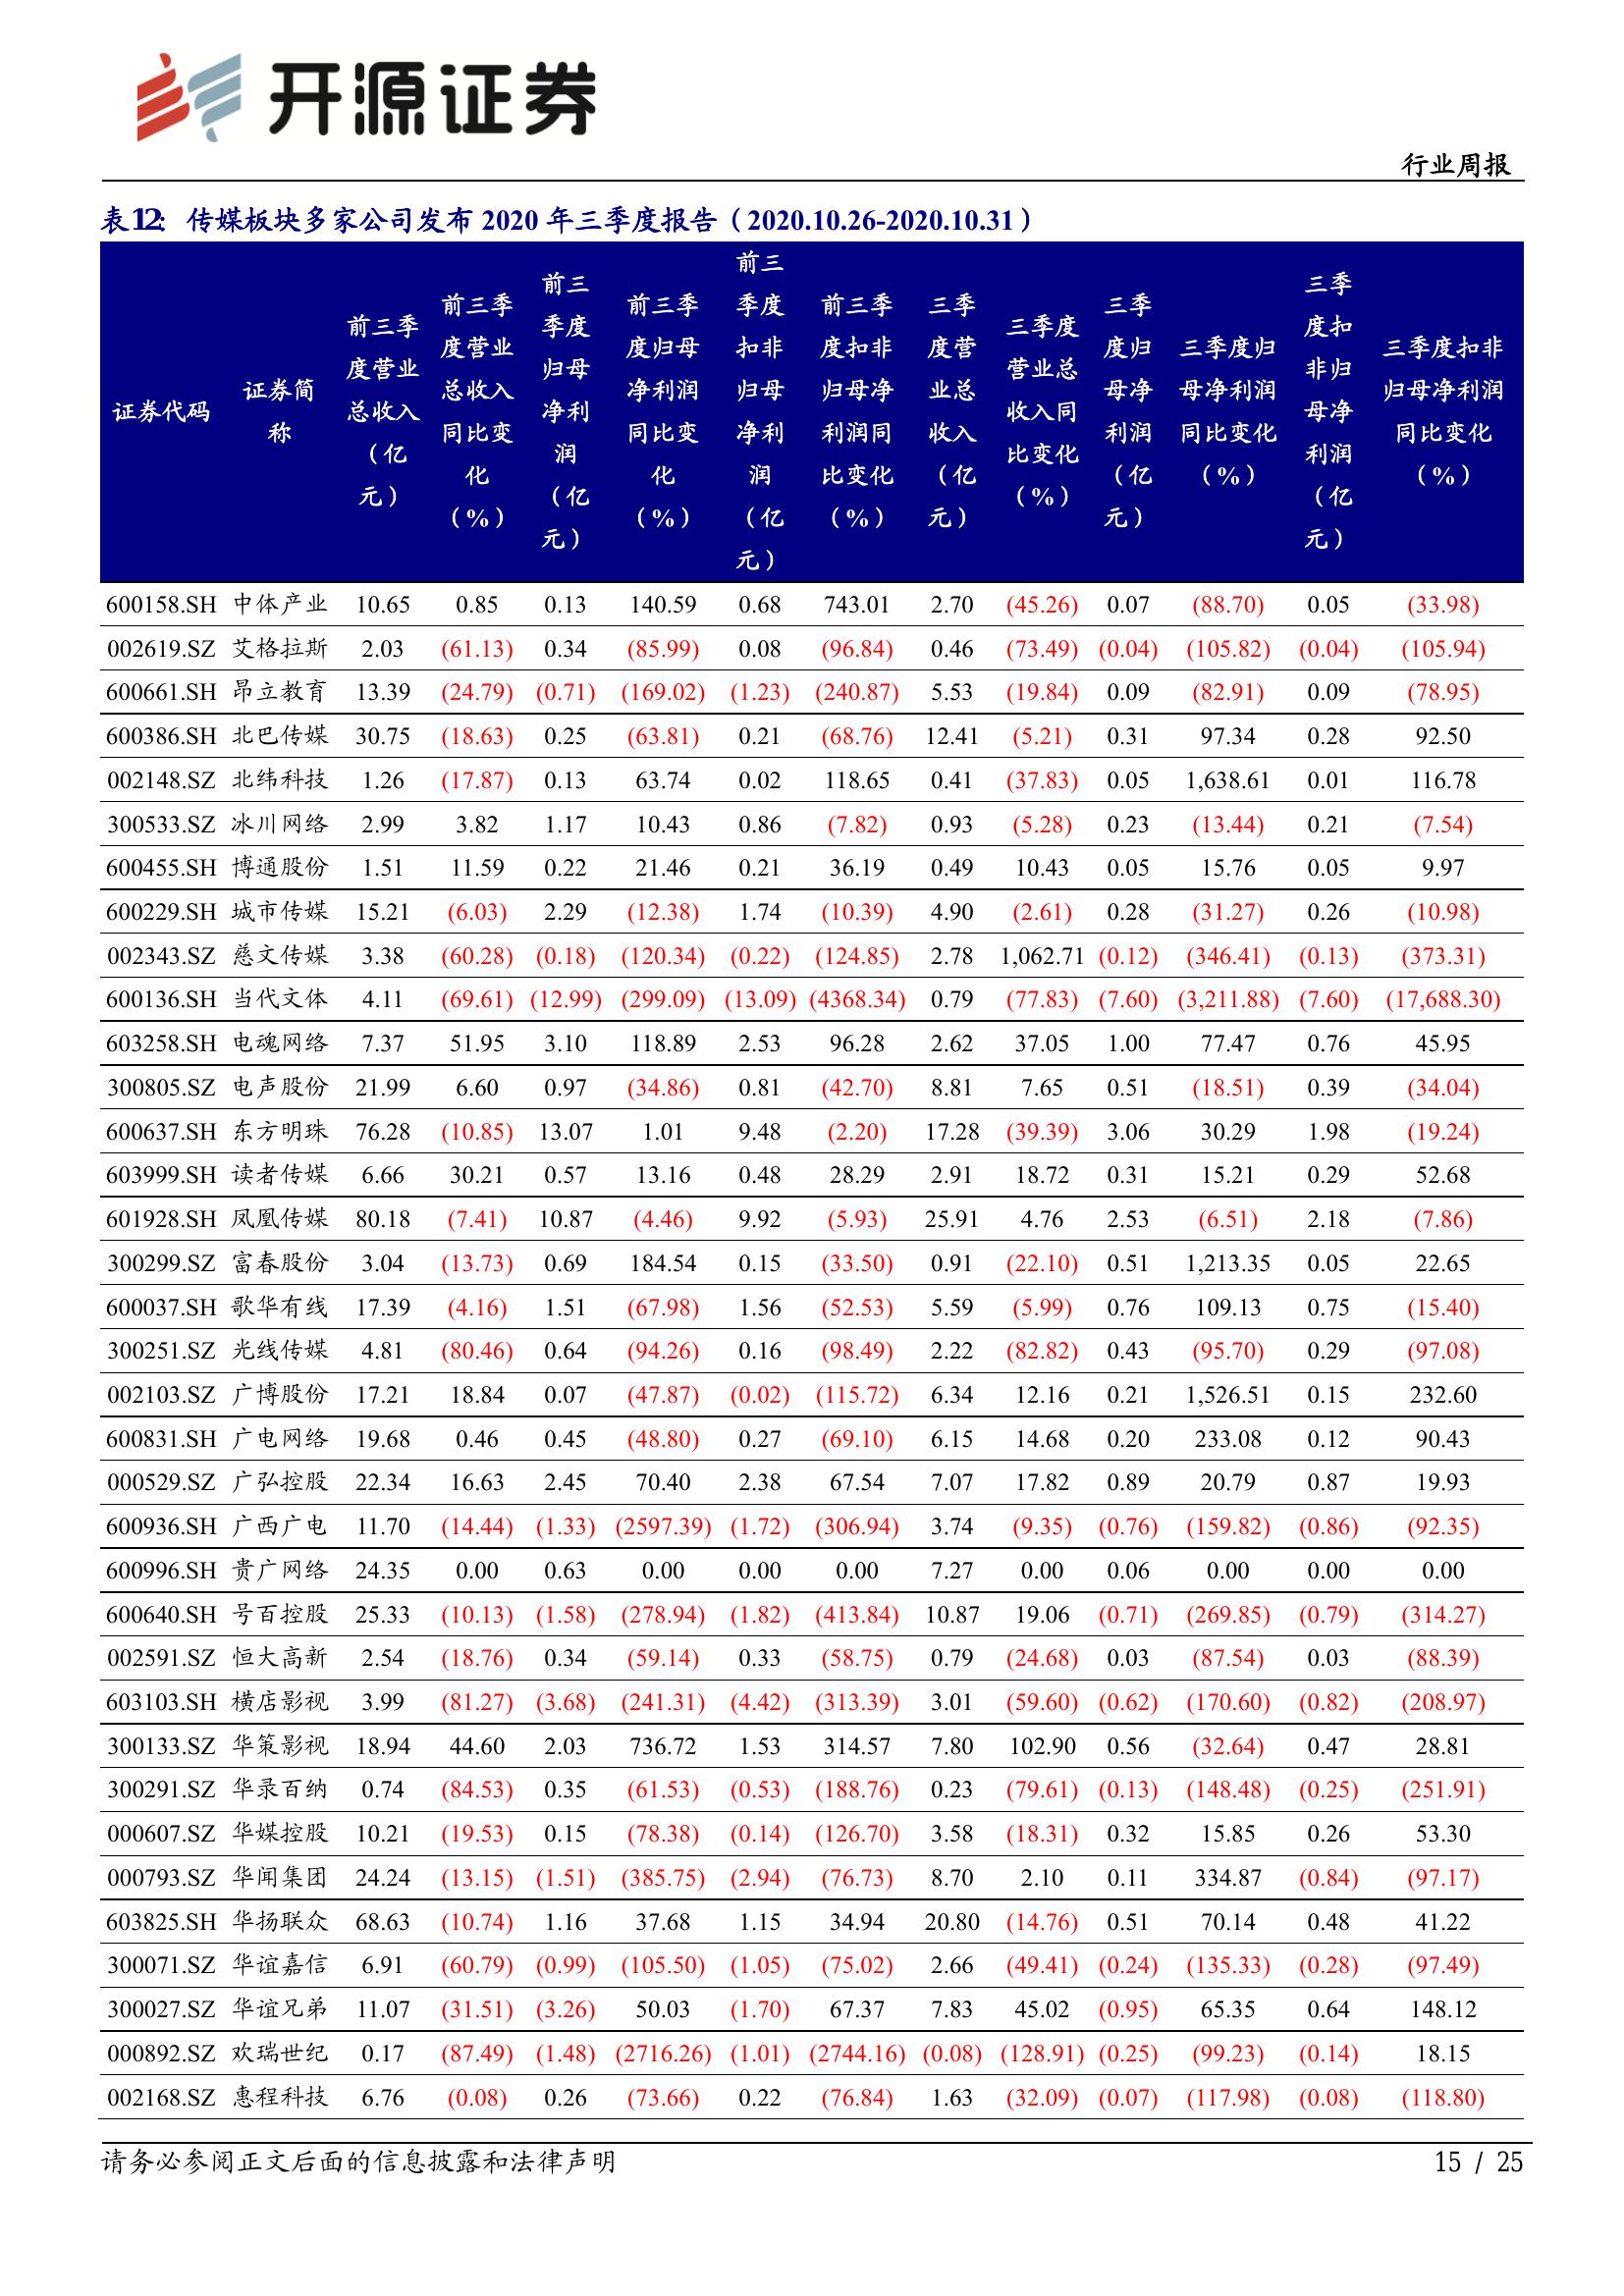 开源证券
行业周报
表12： 传媒板块多家公司发布 2020 年三季度报告（2020.10.26-2020.10.31）
证券代码 证券简称 前三季度营业总收入（亿元） 前三季度营业总收入同比变化（%） 前三季度归母净利润（亿元） 前三季度归母净利润同比变化（%） 前三季度扣非归母净利润（亿元） 前三季度扣非归母净利润同比变化（%） 三季度营业总收入（亿元） 三季度营业总收入同比变化（%） 三季度归母净利润（亿元） 三季度归母净利润同比变化（%） 三季度扣非归母净利润（亿元） 三季度扣非归母净利润同比变化（%）
600158.SH 中体产业 10.65 0.85 0.13 140.59 0.68 743.01 2.70 (45.26) 0.07 (88.70) 0.05 (33.98)
002619.SZ 艾格拉斯 2.03 (61.13) 0.34 (85.99) 0.08 (96.84) 0.46 (73.49) (0.04) (105.82) (0.04) (105.94)
600661.SH 昂立教育 13.39 (24.79) (0.71) (169.02) (1.23) (240.87) 5.53 (19.84) 0.09 (82.91) 0.09 (78.95)
600386.SH 北巴传媒 30.75 (18.63) 0.25 (63.81) 0.21 (68.76) 12.41 (5.21) 0.31 97.34 0.28 92.50
002148.SZ 北纬科技 1.26 (17.87) 0.13 63.74 0.02 118.65 0.41 (37.83) 0.05 1,638.61 0.01 116.78
300533.SZ 冰川网络 2.99 3.82 1.17 10.43 0.86 (7.82) 0.93 (5.28) 0.23 (13.44) 0.21 (7.54)
600455.SH 博通股份 1.51 11.59 0.22 21.46 0.21 36.19 0.49 10.43 0.05 15.76 0.05 9.97
600229.SH 城市传媒 15.21 (6.03) 2.29 (12.38) 1.74 (10.39) 4.90 (2.61) 0.28 (31.27) 0.26 (10.98)
002343.SZ 慈文传媒 3.38 (60.28) (0.18) (120.34) (0.22) (124.85) 2.78 1,062.71 (0.12) (346.41) (0.13) (373.31)
600136.SH 当代文体 4.11 (69.61) (12.99) (299.09) (13.09) (4368.34) 0.79 (77.83) (7.60) (3,211.88) (7.60) (17,688.30)
603258.SH 电魂网络 7.37 51.95 3.10 118.89 2.53 96.28 2.62 37.05 1.00 77.47 0.76 45.95
300805.SZ 电声股份 21.99 6.60 0.97 (34.86) 0.81 (42.70) 8.81 7.65 0.51 (18.51) 0.39 (34.04)
600637.SH 东方明珠 76.28 (10.85) 13.07 1.01 9.48 (2.20) 17.28 (39.39) 3.06 30.29 1.98 (19.24)
603999.SH 读者传媒 6.66 30.21 0.57 13.16 0.48 28.29 2.91 18.72 0.31 15.21 0.29 52.68
601928.SH 凤凰传媒 80.18 (7.41) 10.87 (4.46) 9.92 (5.93) 25.91 4.76 2.53 (6.51) 2.18 (7.86)
300299.SZ 富春股份 3.04 (13.73) 0.69 184.54 0.15 (33.50) 0.91 (22.10) 0.51 1,213.35 0.05 22.65
600037.SH 歌华有线 17.39 (4.16) 1.51 (67.98) 1.56 (52.53) 5.59 (5.99) 0.76 109.13 0.75 (15.40)
300251.SZ 光线传媒 4.81 (80.46) 0.64 (94.26) 0.16 (98.49) 2.22 (82.82) 0.43 (95.70) 0.29 (97.08)
002103.SZ 广博股份 17.21 18.84 0.07 (47.87) (0.02) (115.72) 6.34 12.16 0.21 1,526.51 0.15 232.60
600831.SH 广电网络 19.68 0.46 0.45 (48.80) 0.27 (69.10) 6.15 14.68 0.20 233.08 0.12 90.43
000529.SZ 广弘控股 22.34 16.63 2.45 70.40 2.38 67.54 7.07 17.82 0.89 20.79 0.87 19.93
600936.SH 广西广电 11.70 (14.44) (1.33) (2597.39) (1.72) (306.94) 3.74 (9.35) (0.76) (159.82) (0.86) (92.35)
600996.SH 贵广网络 24.35 0.00 0.63 0.00 0.00 0.00 7.27 0.00 0.06 0.00 0.00 0.00
600640.SH 号百控股 25.33 (10.13) (1.58) (278.94) (1.82) (413.84) 10.87 19.06 (0.71) (269.85) (0.79) (314.27)
002591.SZ 恒大高新 2.54 (18.76) 0.34 (59.14) 0.33 (58.75) 0.79 (24.68) 0.03 (87.54) 0.03 (88.39)
603103.SH 横店影视 3.99 (81.27) (3.68) (241.31) (4.42) (313.39) 3.01 (59.60) (0.62) (170.60) (0.82) (208.97)
300133.SZ 华策影视 18.94 44.60 2.03 736.72 1.53 314.57 7.80 102.90 0.56 (32.64) 0.47 28.81
300291.SZ 华录百纳 0.74 (84.53) 0.35 (61.53) (0.53) (188.76) 0.23 (79.61) (0.13) (148.48) (0.25) (251.91)
000607.SZ 华媒控股 10.21 (19.53) 0.15 (78.38) (0.14) (126.70) 3.58 (18.31) 0.32 15.85 0.26 53.30
000793.SZ 华闻集团 24.24 (13.15) (1.51) (385.75) (2.94) (76.73) 8.70 2.10 0.11 334.87 (0.84) (97.17)
603825.SH 华扬联众 68.63 (10.74) 1.16 37.68 1.15 34.94 20.80 (14.76) 0.51 70.14 0.48 41.22
300071.SZ 华谊嘉信 6.91 (60.79) (0.99) (105.50) (1.05) (75.02) 2.66 (49.41) (0.24) (135.33) (0.28) (97.49)
300027.SZ 华谊兄弟 11.07 (31.51) (3.26) 50.03 (1.70) 67.37 7.83 45.02 (0.95) 65.35 0.64 148.12
000892.SZ 欢瑞世纪 0.17 (87.49) (1.48) (2716.26) (1.01) (2744.16) (0.08) (128.91) (0.25) (99.23) (0.14) 18.15
002168.SZ 惠程科技 6.76 (0.08) 0.26 (73.66) 0.22 (76.84) 1.63 (32.09) (0.07) (117.98) (0.08) (118.80)
请务必参阅正文后面的信息披露和法律声明
15 / 25